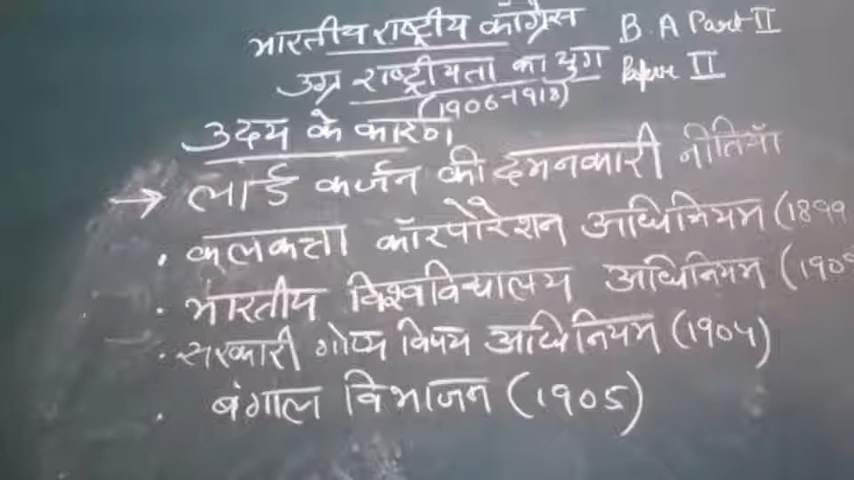 भारतीय राष्ट्रीय काँग्रेस B.A Part-II
उग्र राष्ट्रीयता का युग Paper II
(1906-1918)
उदय के कारण
→ लार्ड कर्जन की दमनकारी नीतियाँ
· कलकत्ता कॉरपोरेशन अधिनियम (1899
· भारतीय विश्वविद्यालय अधिनियम (190
· सरकारी गोप्य विषय अधिनियम (1904)
· बंगाल विभाजन (1905)